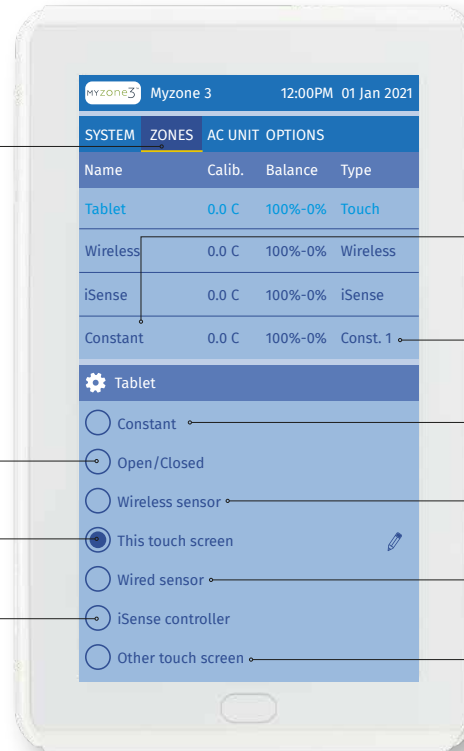 MYzone3™ Myzone 3 12:00PM 01 Jan 2021
SYSTEM ZONES AC UNIT OPTIONS
Name Calib. Balance Type
Tablet 0.0 C 100%-0% Touch
Wireless 0.0 C 100%-0% Wireless
iSense 0.0 C 100%-0% iSense
Constant 0.0 C 100%-0% Const. 1
Tablet
Constant
Open/Closed
Wireless sensor
This touch screen
Wired sensor
iSense controller
Other touch screen